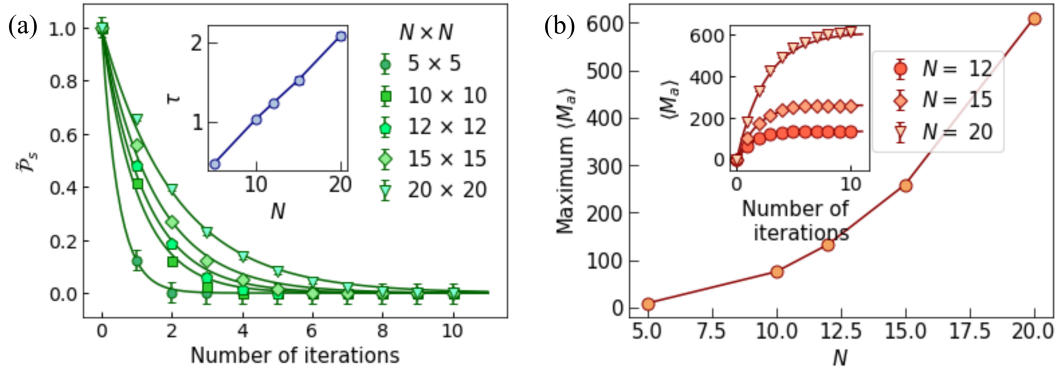 (a)
1.0
0.8
0.6
0.4
0.2
0.0
P̃s
0 2 4 6 8 10
Number of iterations
2
1
τ
10 20
N
N × N
5 × 5
10 × 10
12 × 12
15 × 15
20 × 20
(b)
600
500
400
300
200
100
0
Maximum ⟨Ma⟩
5.0 7.5 10.0 12.5 15.0 17.5 20.0
N
600
400
200
0
⟨Ma⟩
0 10
Number of
iterations
N = 12
N = 15
N = 20